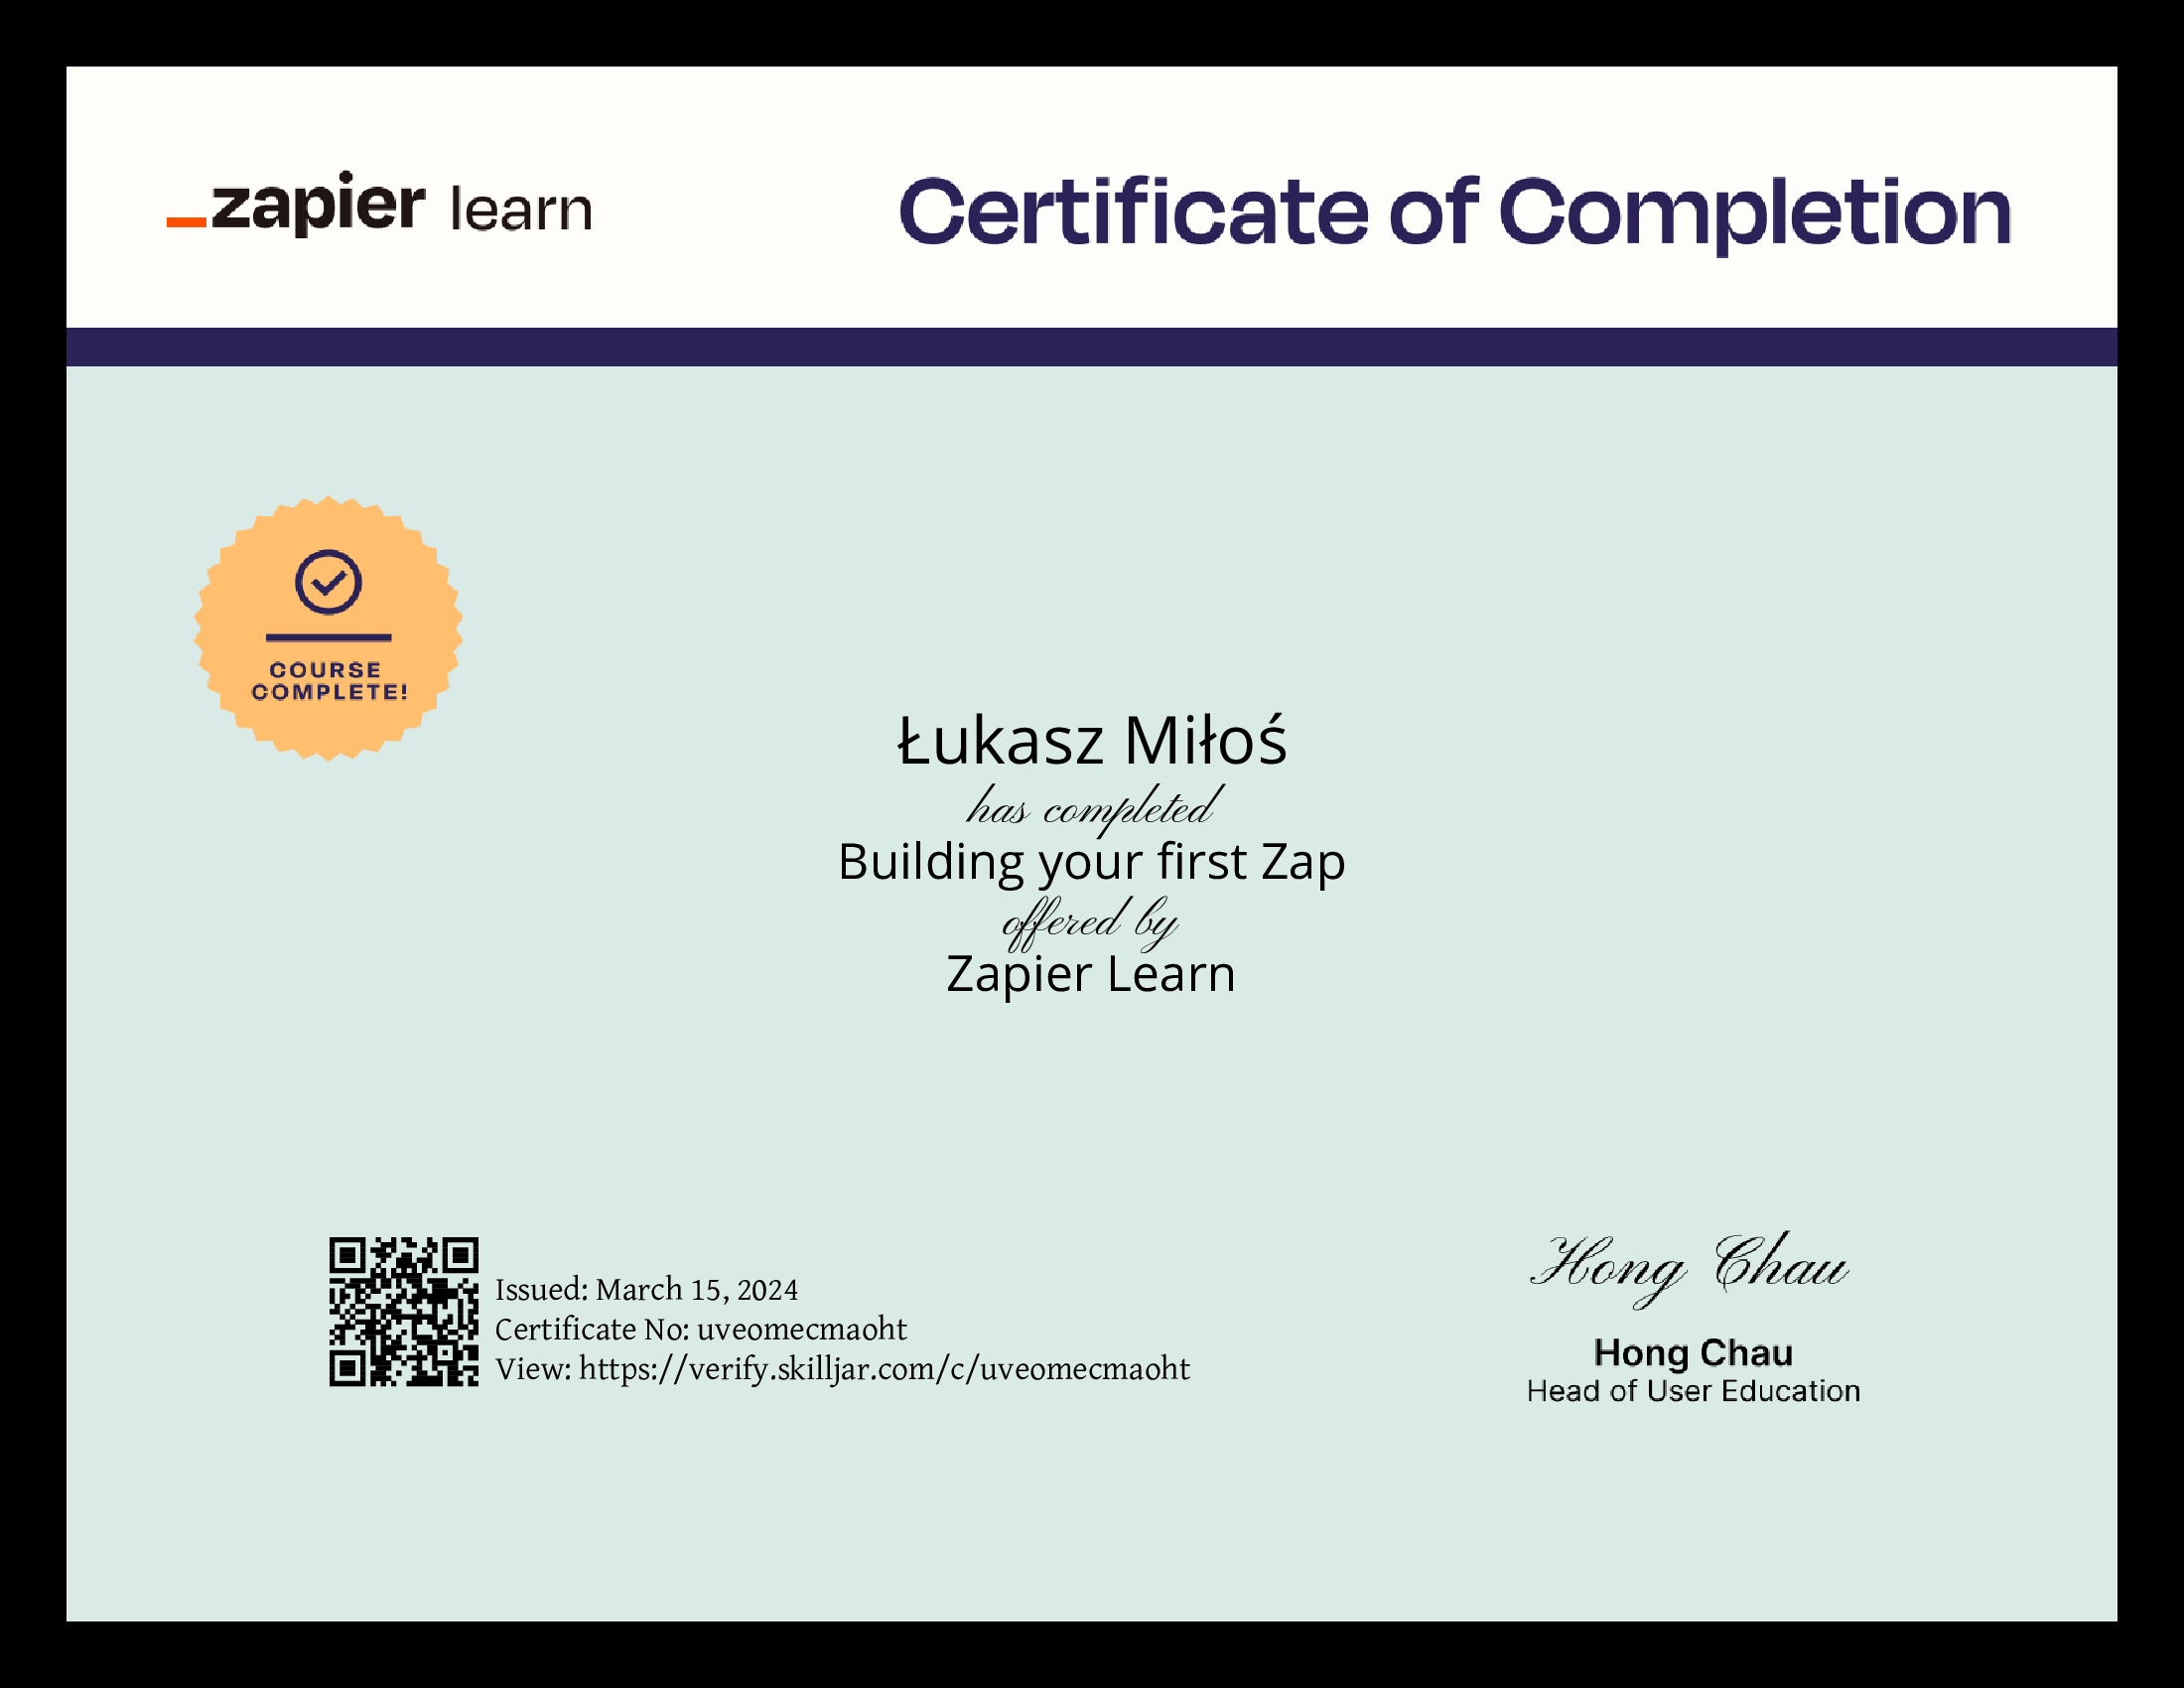 zapier learn
Certificate of Completion
COURSE
COMPLETE!
Łukasz Miłoś
has completed
Building your first Zap
offered by
Zapier Learn
Issued: March 15, 2024
Certificate No: uveomecmaoht
View: https://verify.skilljar.com/c/uveomecmaoht
Hong Chau
Hong Chau
Head of User Education